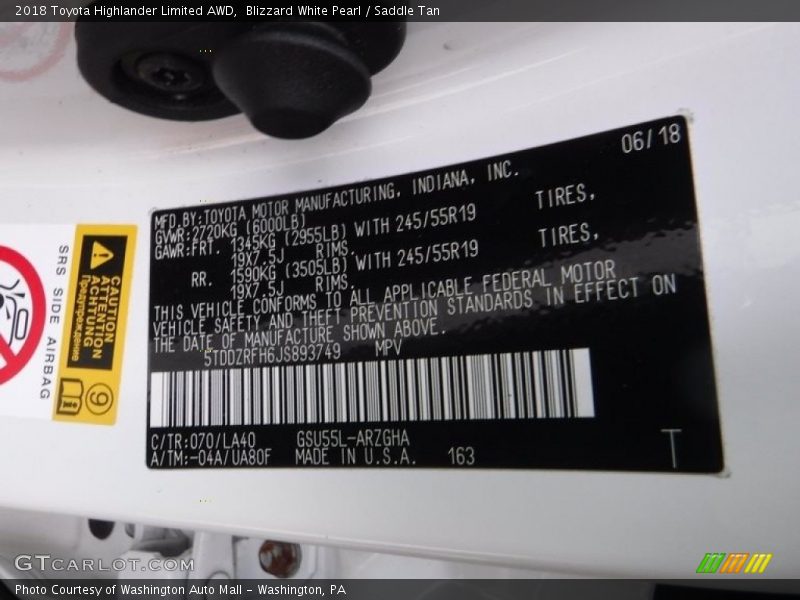 2018 Toyota Highlander Limited AWD,  Blizzard White Pearl / Saddle Tan
06/18
MFD.BY:TOYOTA MOTOR MANUFACTURING, INDIANA, INC.
GVWR:2720KG (6000LB)
GAWR:FRT. 1345KG (2955LB) WITH 245/55R19 TIRES,
19X7.5J RIMS.
RR. 1590KG (3505LB) WITH 245/55R19 TIRES,
19X7.5J RIMS.
THIS VEHICLE CONFORMS TO ALL APPLICABLE FEDERAL MOTOR
VEHICLE SAFETY AND THEFT PREVENTION STANDARDS IN EFFECT ON
THE DATE OF MANUFACTURE SHOWN ABOVE.
5TDDZRFH6JS893749 MPV
C/TR:070/LA40 GSU55L-ARZGHA
A/TM:-04A/UA80F MADE IN U.S.A. 163
T
SRS SIDE AIRBAG
CAUTION
ATTENTION
ACHTUNG
Предупреждение
9
GTCARLOT.COM
Photo Courtesy of Washington Auto Mall - Washington, PA